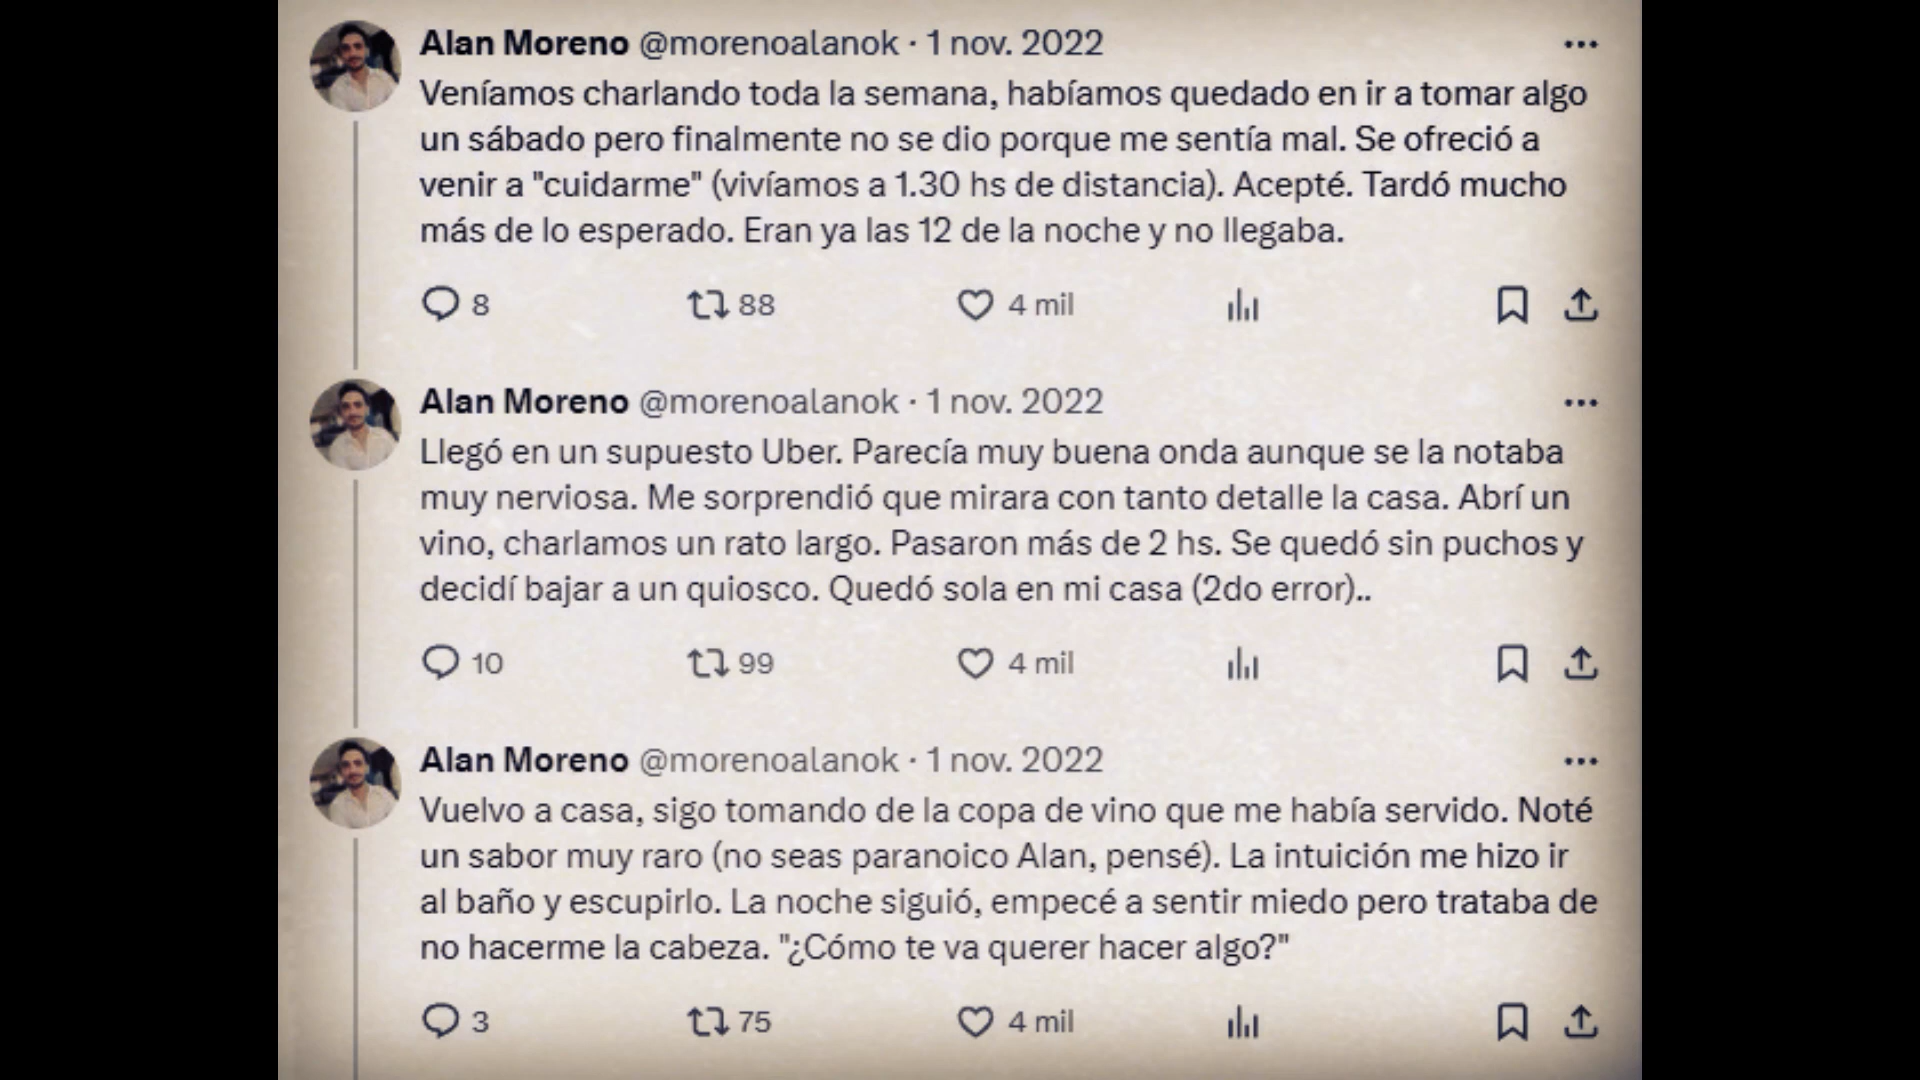 Alan Moreno @morenoalanok · 1 nov. 2022
Veníamos charlando toda la semana, habíamos quedado en ir a tomar algo
un sábado pero finalmente no se dio porque me sentía mal. Se ofreció a
venir a "cuidarme" (vivíamos a 1.30 hs de distancia). Acepté. Tardó mucho
más de lo esperado. Eran ya las 12 de la noche y no llegaba.
8 88 4 mil
Alan Moreno @morenoalanok · 1 nov. 2022
Llegó en un supuesto Uber. Parecía muy buena onda aunque se la notaba
muy nerviosa. Me sorprendió que mirara con tanto detalle la casa. Abrí un
vino, charlamos un rato largo. Pasaron más de 2 hs. Se quedó sin puchos y
decidí bajar a un quiosco. Quedó sola en mi casa (2do error)..
10 99 4 mil
Alan Moreno @morenoalanok · 1 nov. 2022
Vuelvo a casa, sigo tomando de la copa de vino que me había servido. Noté
un sabor muy raro (no seas paranoico Alan, pensé). La intuición me hizo ir
al baño y escupirlo. La noche siguió, empecé a sentir miedo pero trataba de
no hacerme la cabeza. "¿Cómo te va querer hacer algo?"
3 75 4 mil